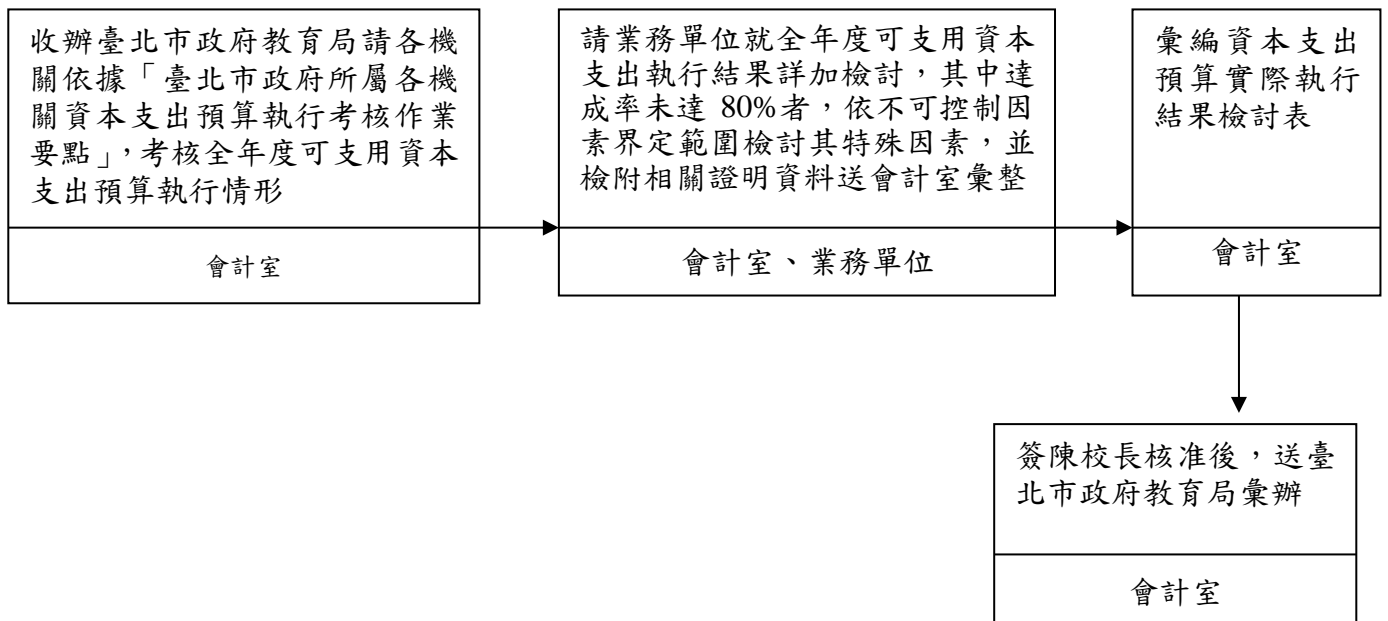 收辦臺北市政府教育局請各機
關依據「臺北市政府所屬各機
關資本支出預算執行考核作業
要點」,考核全年度可支用資本
支出預算執行情形
會計室
請業務單位就全年度可支用資本
支出執行結果詳加檢討,其中達
成率未達 80%者,依不可控制因
素界定範圍檢討其特殊因素,並
檢附相關證明資料送會計室彙整
會計室、業務單位
彙編資本支出
預算實際執行
結果檢討表
會計室
簽陳校長核准後,送臺
北市政府教育局彙辦
會計室